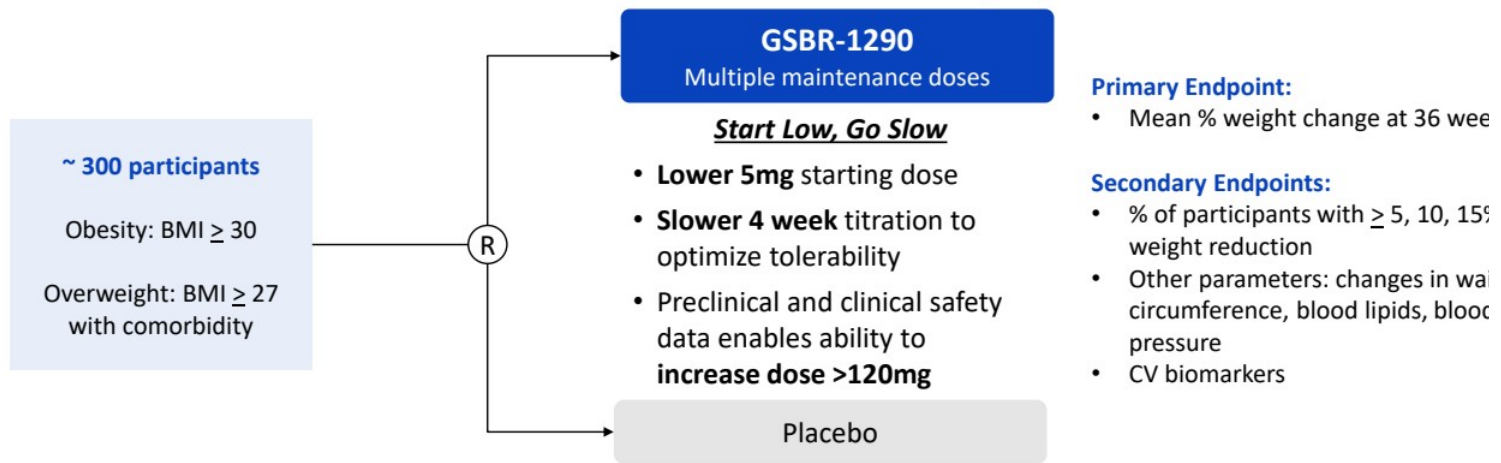 ~ 300 participants
Obesity: BMI ≥ 30
Overweight: BMI ≥ 27
with comorbidity
R
GSBR-1290
Multiple maintenance doses
Start Low, Go Slow
• Lower 5mg starting dose
• Slower 4 week titration to
optimize tolerability
• Preclinical and clinical safety
data enables ability to
increase dose >120mg
Placebo
Primary Endpoint:
• Mean % weight change at 36
Secondary Endpoints:
• % of participants with ≥ 5, 10, 15%
weight reduction
• Other parameters: changes in
circumference, blood lipids, blood
pressure
• CV biomarkers